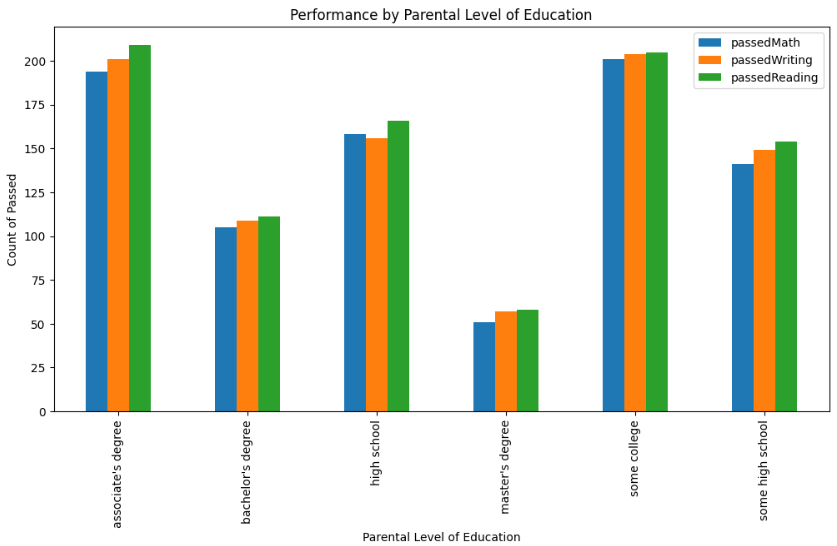 Performance by Parental Level of Education
passedMath
passedWriting
passedReading
200
175
150
125
100
75
50
25
0
Count of Passed
associate's degree
bachelor's degree
high school
master's degree
some college
some high school
Parental Level of Education